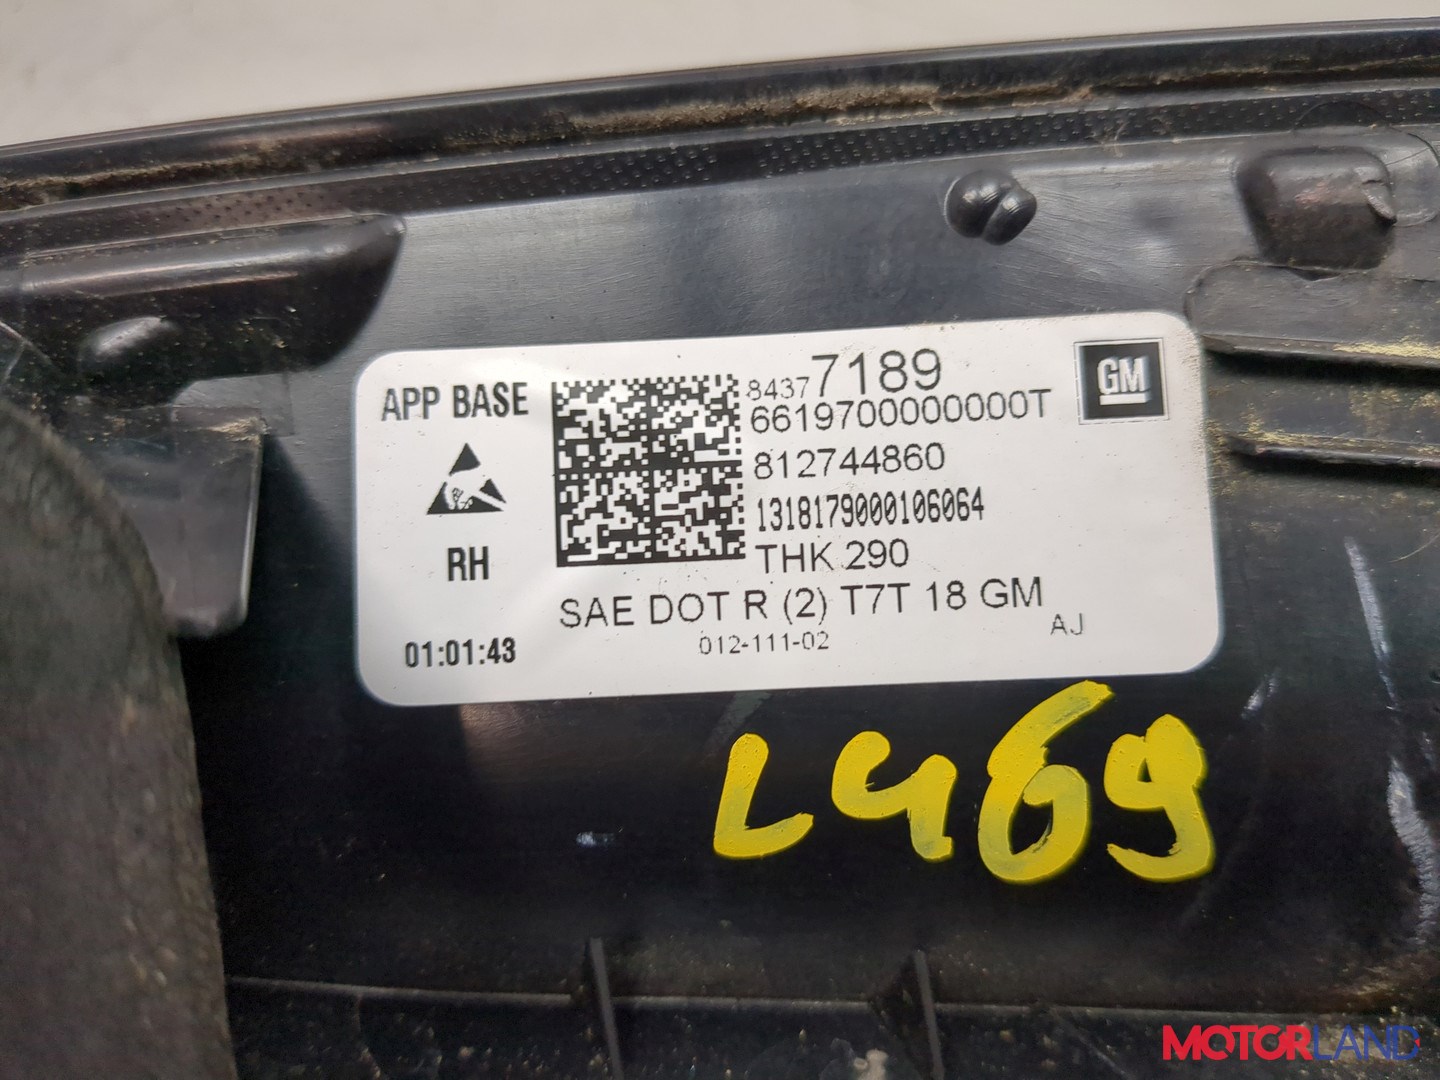 APP BASE
RH
01:01:43
84377189
6619700000000T
812744860
1318179000106064
THK 290
SAE DOT R (2) T7T 18 GM
012-111-02
AJ
GM
L469
MOTORLAND